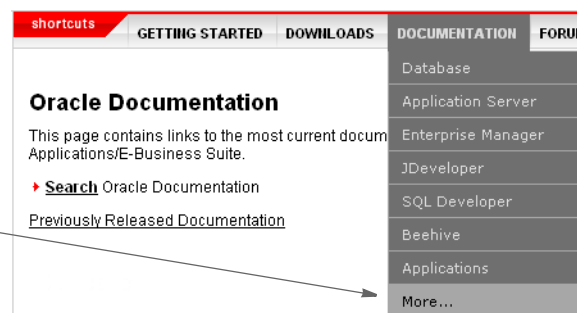 shortcuts
GETTING STARTED DOWNLOADS DOCUMENTATION FORU
Database
Oracle Documentation
Application Server
This page contains links to the most current docum
Enterprise Manager
Applications/E-Business Suite.
JDeveloper
Search Oracle Documentation
SQL Developer
Previously Released Documentation
Beehive
Applications
More...